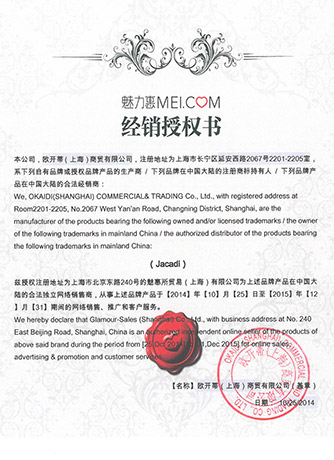 魅力惠MEI.COM
经销授权书
本公司，欧开蒂（上海）商贸有限公司，注册地址为上海市长宁区延安西路2067号2201-2205室，
系下列自有品牌或授权品牌产品的生产商 / 下列品牌在中国大陆的注册商标持有人 / 下列品牌产
品在中国大陆的合法经销商：
We, OKAIDI(SHANGHAI) COMMERCIAL& TRADING Co., Ltd., with registered address at
Room2201-2205, No.2067 West Yan'an Road, Changning District, Shanghai, are the
manufacturer of the products bearing the following owned and/or licensed trademarks / the owner
of the following trademarks in mainland China / the authorized distributor of the products bearing
the following trademarks in mainland China:
(Jacadi)
兹授权注册地址为上海市北京东路240号的魅惠所贸易（上海）有限公司为上述品牌产品在中国大
陆的合法独立网络销售商，从事上述品牌产品于【2014】年【10】月【25】日至【2015】年【12
】月【31】期间的网络销售、推广和客户服务。
We hereby declare that Glamour-Sales (Shanghai) Co., Ltd., with business address at No. 240
East Beijing Road, Shanghai, China is an authorized independent online seller of the products of
above said brand during the period from [25 Dec 2015] for online sales,
advertising & promotion and customer services.
【名称】欧开蒂（上海）商贸有限公司（盖章）
日期：10/25/2014
OKAIDI (SHANGHAI) COMMERCIAL AND TRADING CO., LTD